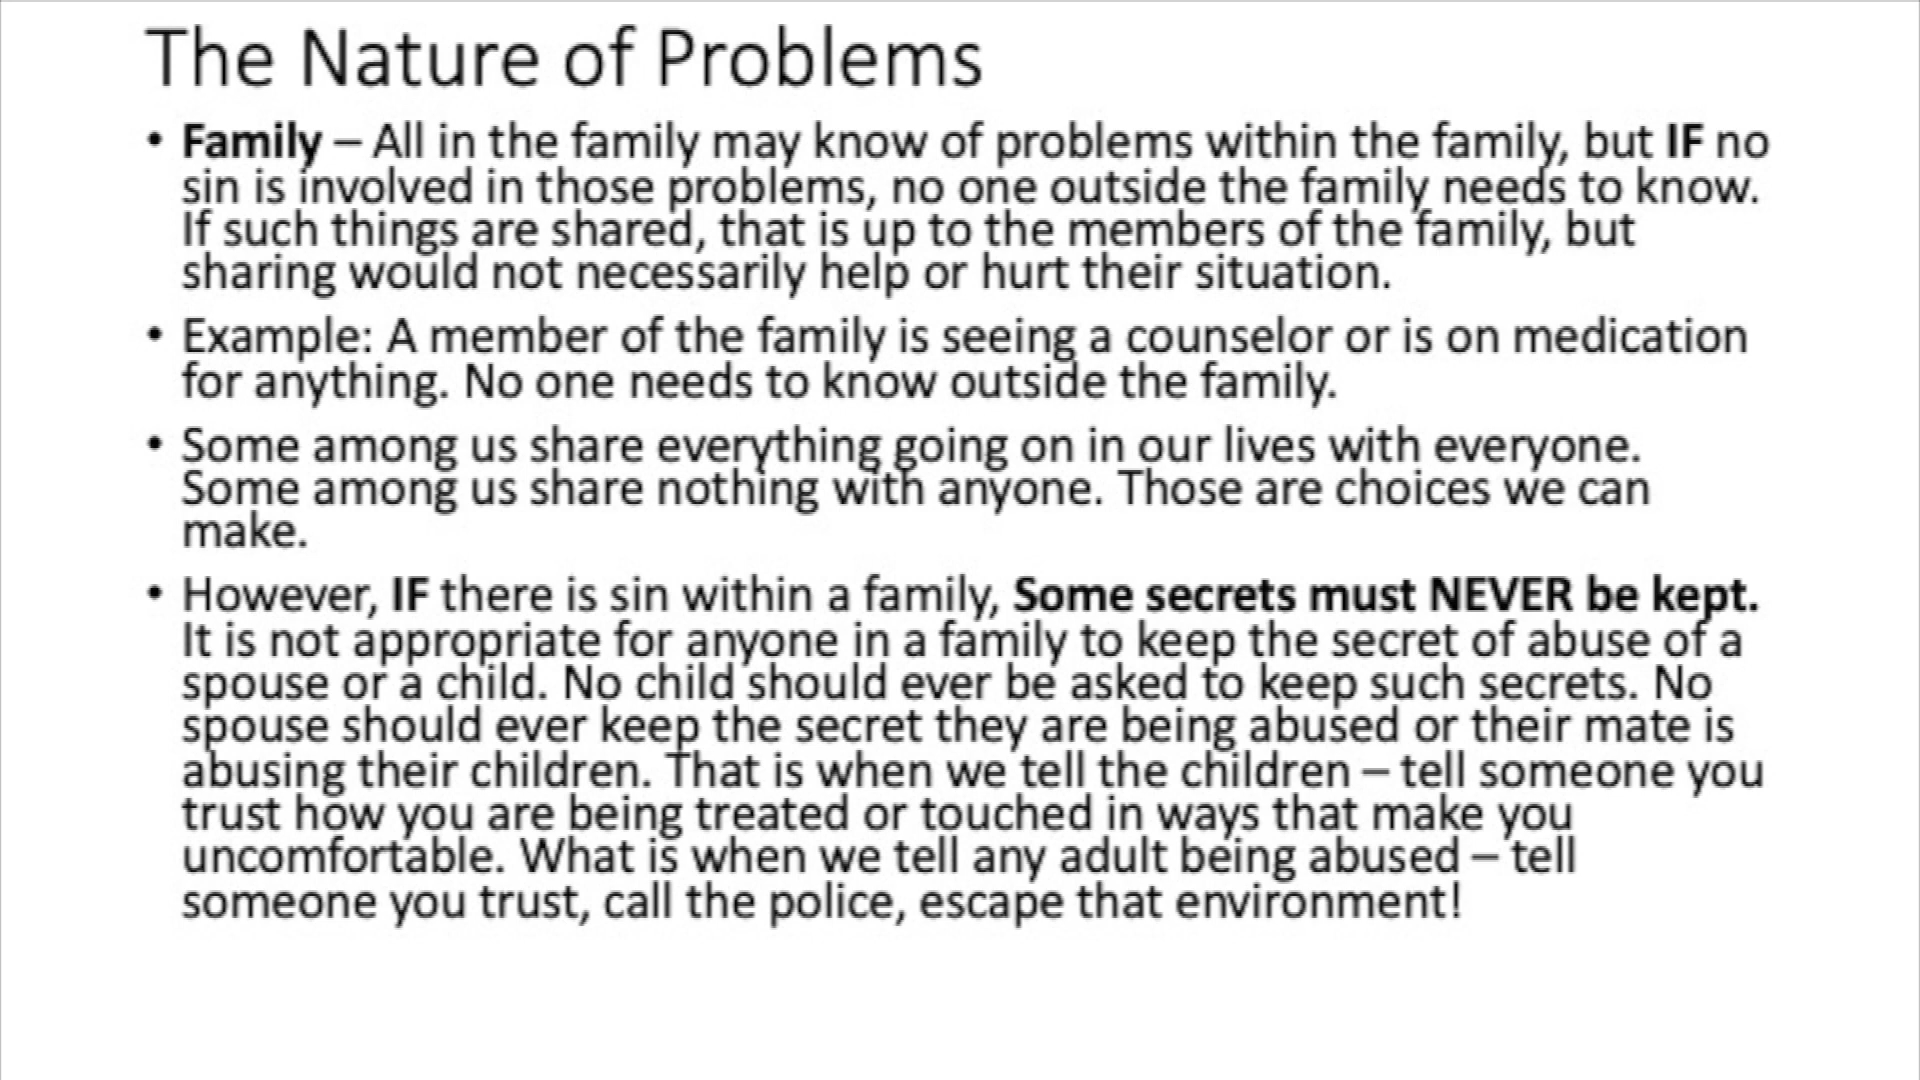 The Nature of Problems
• Family – All in the family may know of problems within the family, but IF no
sin is involved in those problems, no one outside the family needs to know.
If such things are shared, that is up to the members of the family, but
sharing would not necessarily help or hurt their situation.
• Example: A member of the family is seeing a counselor or is on medication
for anything. No one needs to know outside the family.
• Some among us share everything going on in our lives with everyone.
Some among us share nothing with anyone. Those are choices we can
make.
• However, IF there is sin within a family, Some secrets must NEVER be kept.
It is not appropriate for anyone in a family to keep the secret of abuse of a
spouse or a child. No child should ever be asked to keep such secrets. No
spouse should ever keep the secret they are being abused or their mate is
abusing their children. That is when we tell the children – tell someone you
trust how you are being treated or touched in ways that make you
uncomfortable. What is when we tell any adult being abused – tell
someone you trust, call the police, escape that environment!